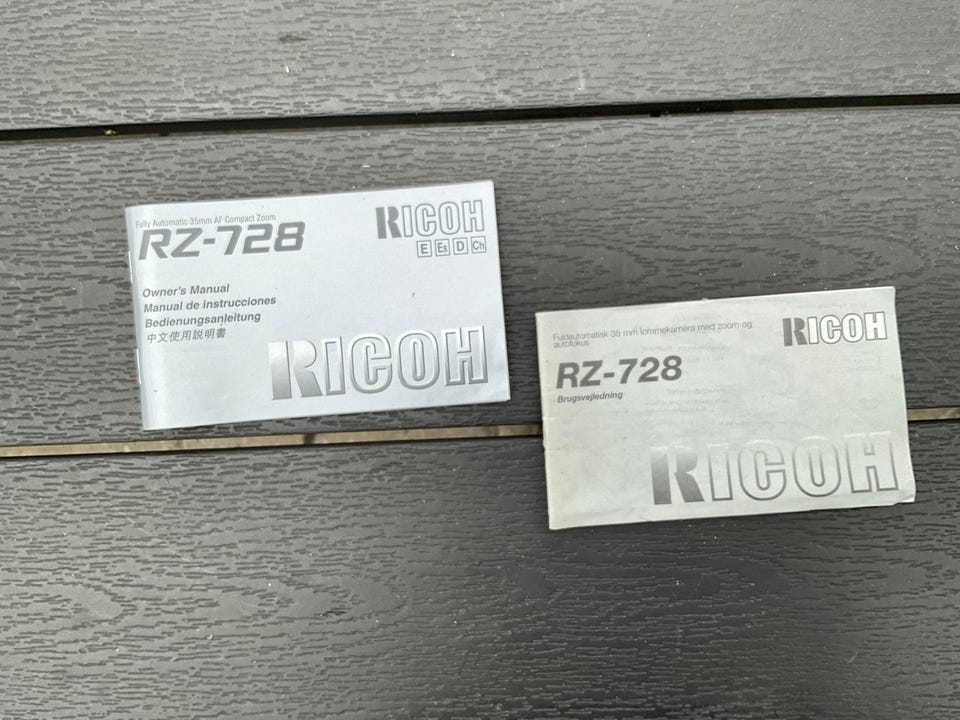 Fully Automatic 35mm AF Compact Zoom
RZ-728
RICOH
E Es D Ch
Owner's Manual
Manual de instrucciones
Bedienungsanleitung
中文使用説明書
RICOH
Fuldautomatisk 35 mm lommekamera med zoom og
autofokus
RICOH
RZ-728
Brugsvejledning
RICOH